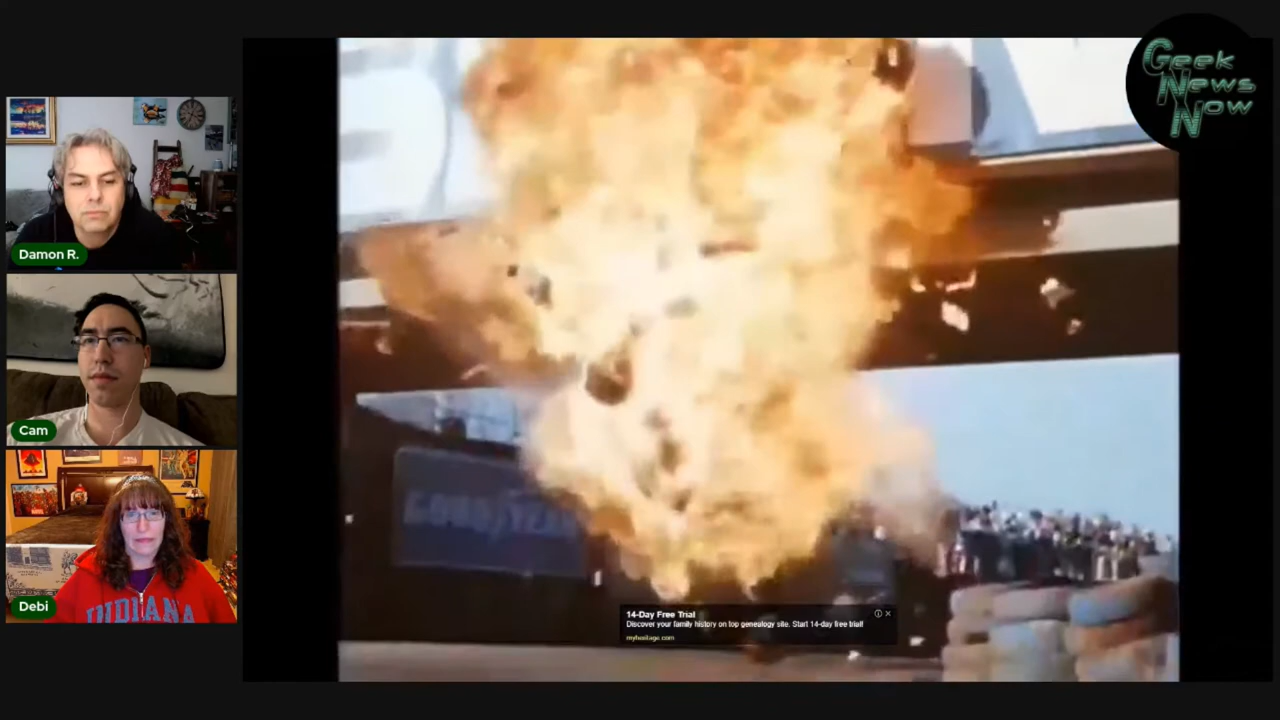 Geek
News
Now
Damon R.
Cam
Debi
INDIANA
GOODYEAR
14-Day Free Trial
Discover your family history on top genealogy site. Start 14-day free trial!
myheritage.com